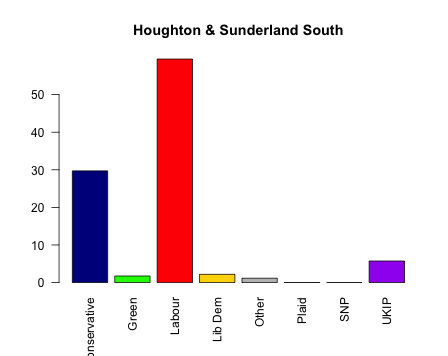 Houghton & Sunderland South
50
40
30
20
10
0
onservative
Green
Labour
Lib Dem
Other
Plaid
SNP
UKIP